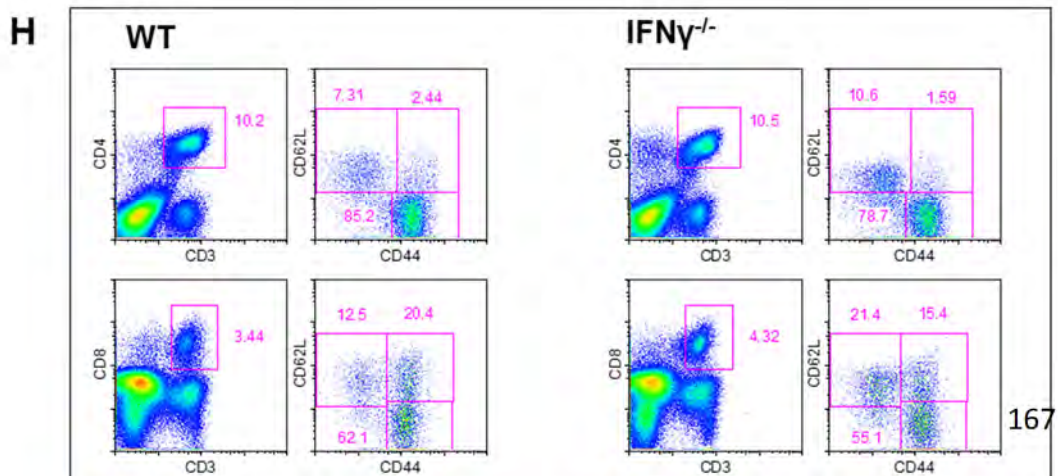 H
WT
IFNγ-/-
CD4
10.2
CD3
CD62L
7.31
2.44
85.2
CD44
CD4
10.5
CD3
CD62L
10.6
1.59
78.7
CD44
CD8
3.44
CD3
CD62L
12.5
20.4
62.1
CD44
CD8
4.32
CD3
CD62L
21.4
15.4
55.1
CD44
167